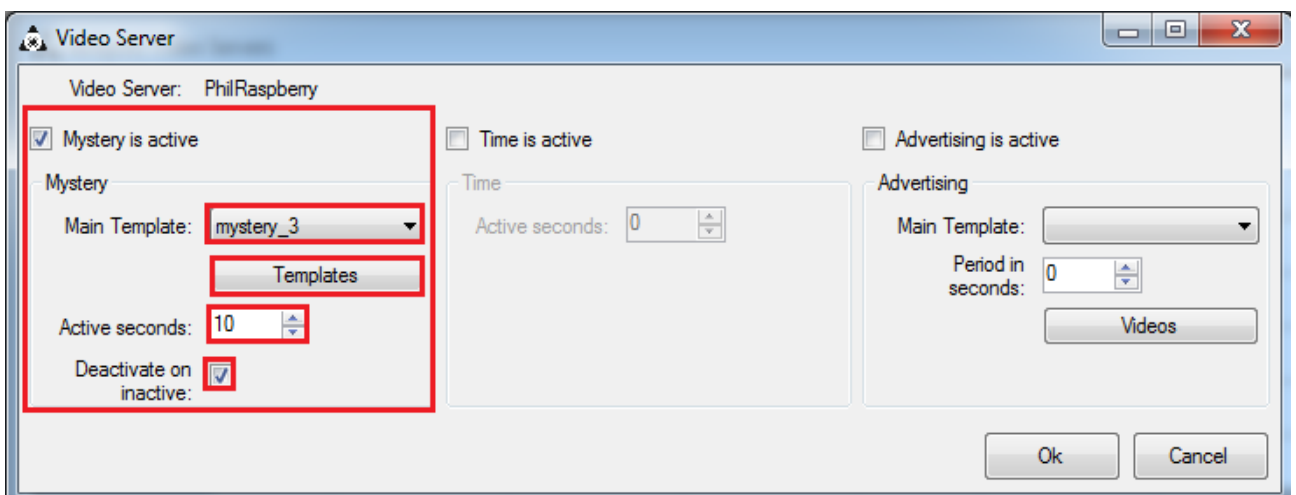 Video Server
Video Server: PhilRaspberry
Mystery is active
Mystery
Main Template: mystery_3
Templates
Active seconds: 10
Deactivate on
inactive:
Time is active
Time
Active seconds: 0
Advertising is active
Advertising
Main Template:
Period in
seconds: 0
Videos
Ok
Cancel